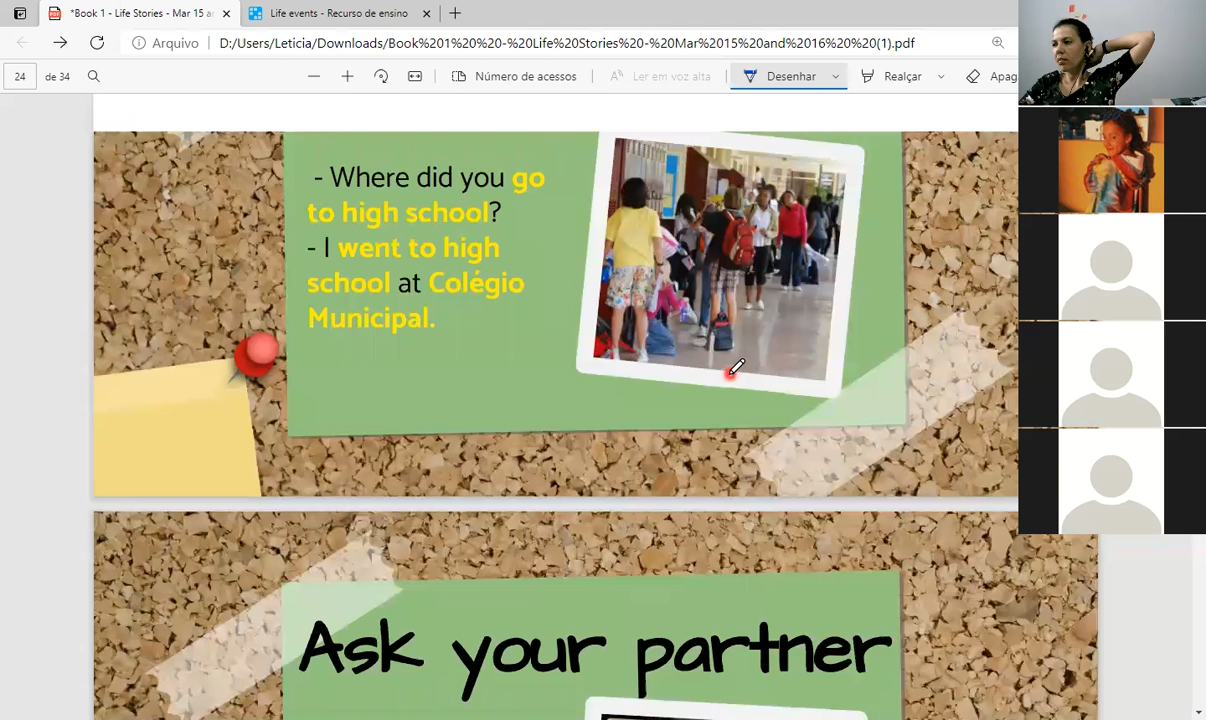 *Book 1 - Life Stories - Mar 15 a
Life events - Recurso de ensino
Arquivo
D:/Users/Leticia/Downloads/Book%201%20%20-%20Life%20Stories%20-%20Mar%2015%20and%2016%20%20(1).pdf
24
de 34
Número de acessos
Ler em voz alta
Desenhar
Realçar
Apag
- Where did you go
to high school?
- I went to high
school at Colégio
Municipal.
Ask your partner